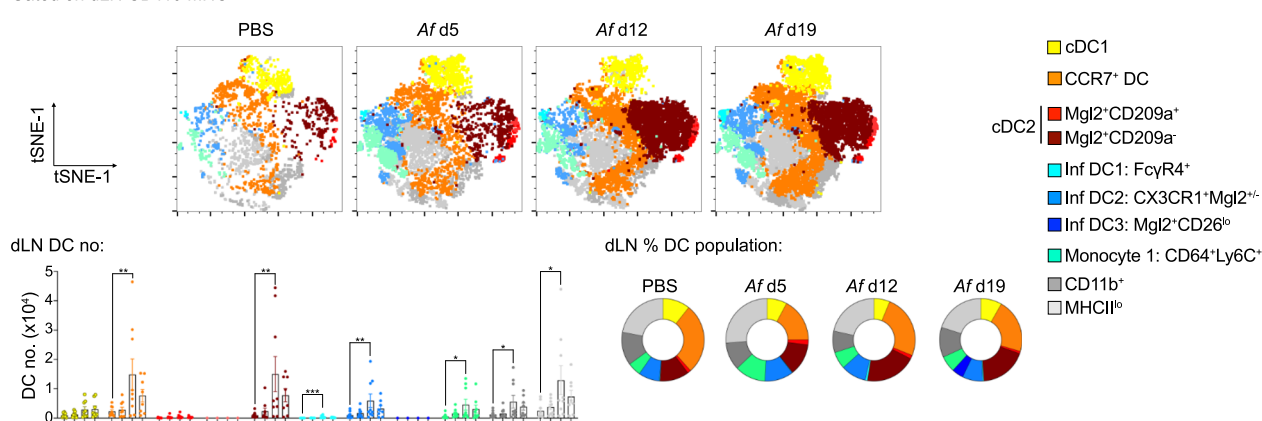 PBS
Af d5
Af d12
Af d19
tSNE-1
tSNE-1
cDC1
CCR7⁺ DC
cDC2
Mgl2⁺CD209a⁺
Mgl2⁺CD209a⁻
Inf DC1: FcγR4⁺
Inf DC2: CX3CR1⁺Mgl2⁺/⁻
Inf DC3: Mgl2⁺CD26ˡᵒ
Monocyte 1: CD64⁺Ly6C⁺
CD11b⁺
MHCIIˡᵒ
dLN DC no:
DC no. (x10⁴)
5
4
3
2
1
0
**
**
***
**
*
*
*
dLN % DC population:
PBS
Af d5
Af d12
Af d19